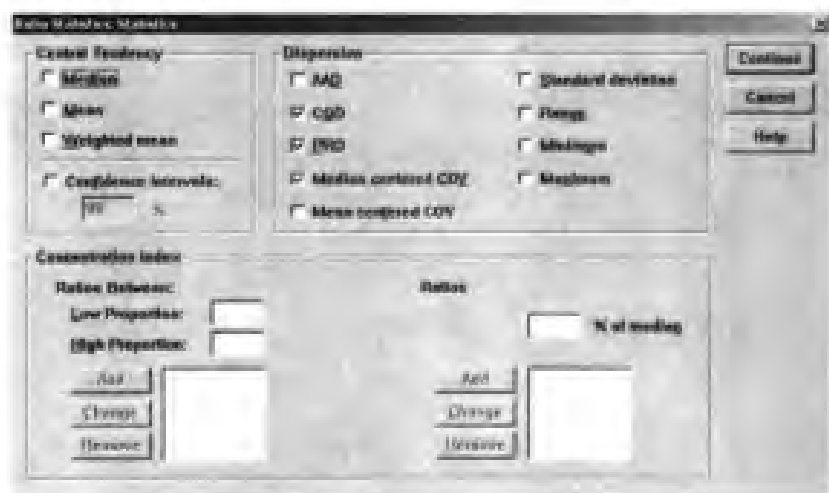 Ratio Statistics: Statistics
Central Tendency
Median
Mean
Weighted mean
Confidence intervals:
%
Dispersion
AAD
COD
PRD
Median centered COV
Mean centered COV
Standard deviation
Range
Minimum
Maximum
Continue
Cancel
Help
Concentration Index
Ratios Between:
Low Proportion:
High Proportion:
Add
Change
Remove
Ratios
% of median
Add
Change
Remove